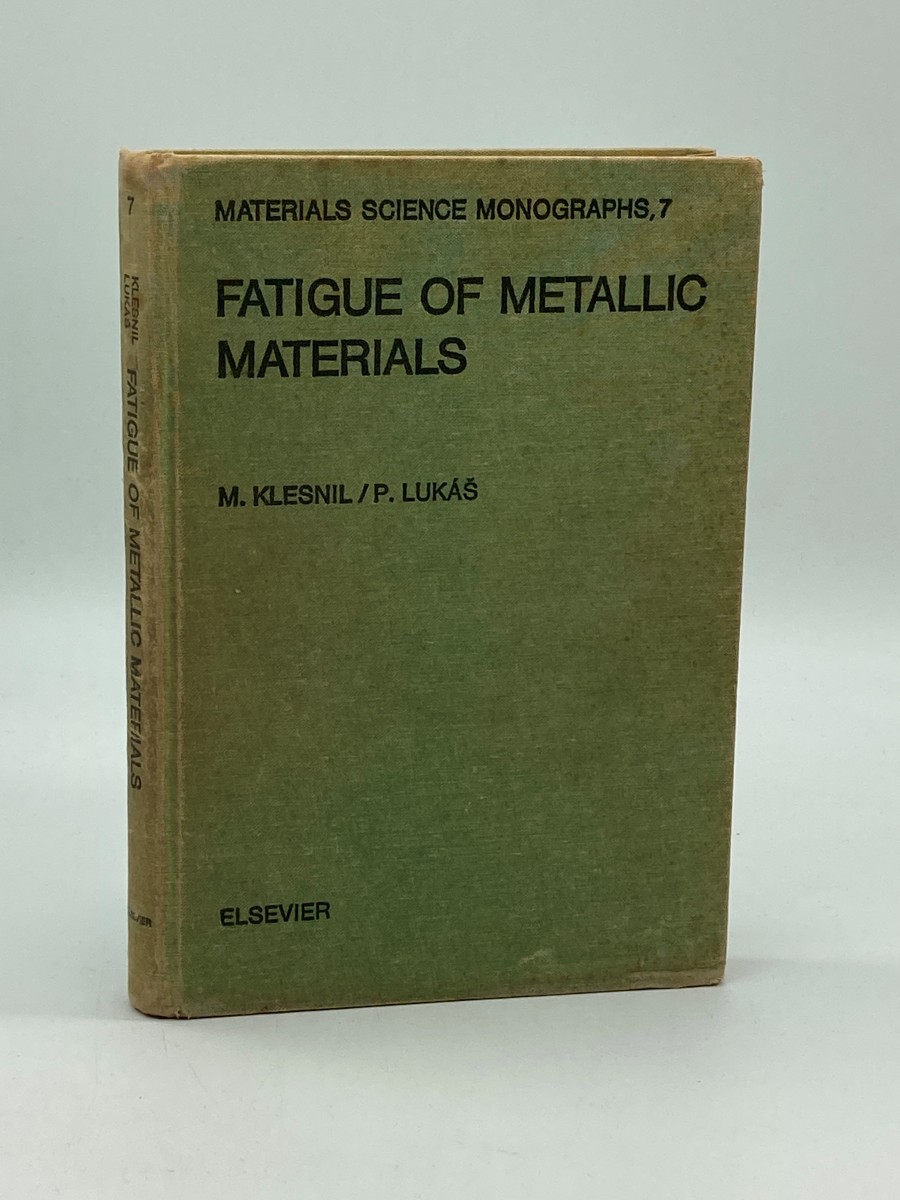 MATERIALS SCIENCE MONOGRAPHS, 7
FATIGUE OF METALLIC
MATERIALS
M. KLESNIL / P. LUKÁŠ
ELSEVIER
7
KLESNIL
LUKÁŠ
FATIGUE OF METALLIC MATERIALS
ELSEVIER